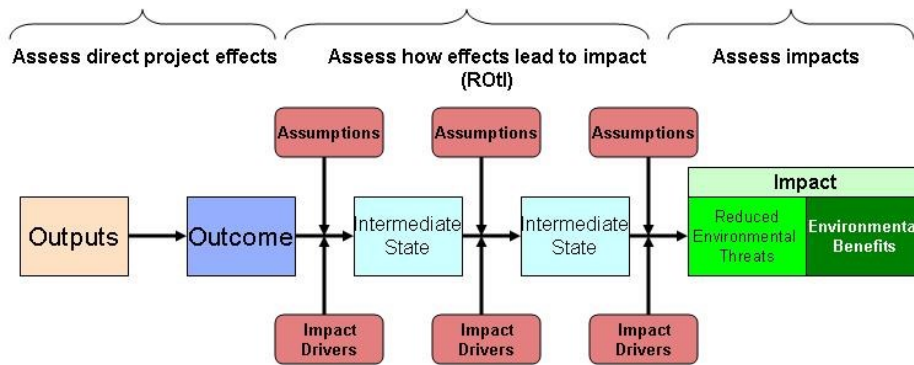 Assess direct project effects
Assess how effects lead to impact
(ROtI)
Assess impacts
Assumptions
Assumptions
Assumptions
Outputs
Outcome
Intermediate
State
Intermediate
State
Impact
Reduced
Environmental
Threats
Environmental
Benefits
Impact
Drivers
Impact
Drivers
Impact
Drivers